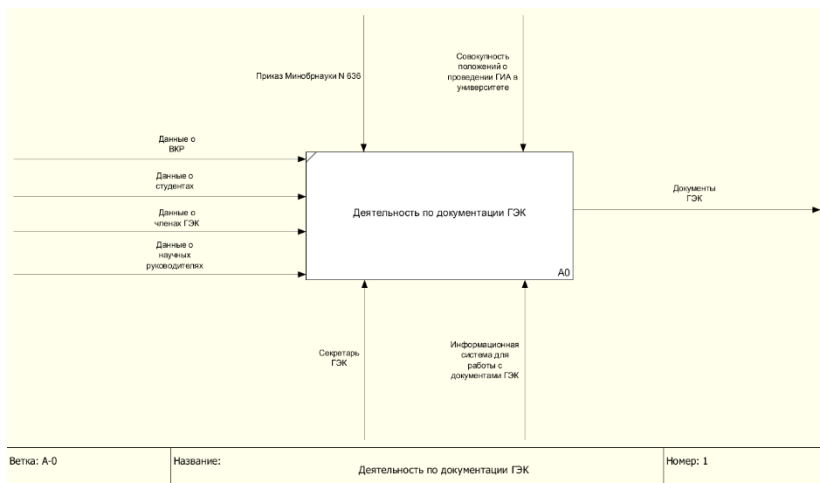 Приказ Минобрнауки N 636
Совокупность
положений о
проведении ГИА в
университете
Данные о
ВКР
Данные о
студентах
Данные о
членах ГЭК
Данные о
научных
руководителях
Деятельность по документации ГЭК
A0
Документы
ГЭК
Секретарь
ГЭК
Информационная
система для
работы с
документами ГЭК
Ветка: A-0
Название:
Деятельность по документации ГЭК
Номер: 1